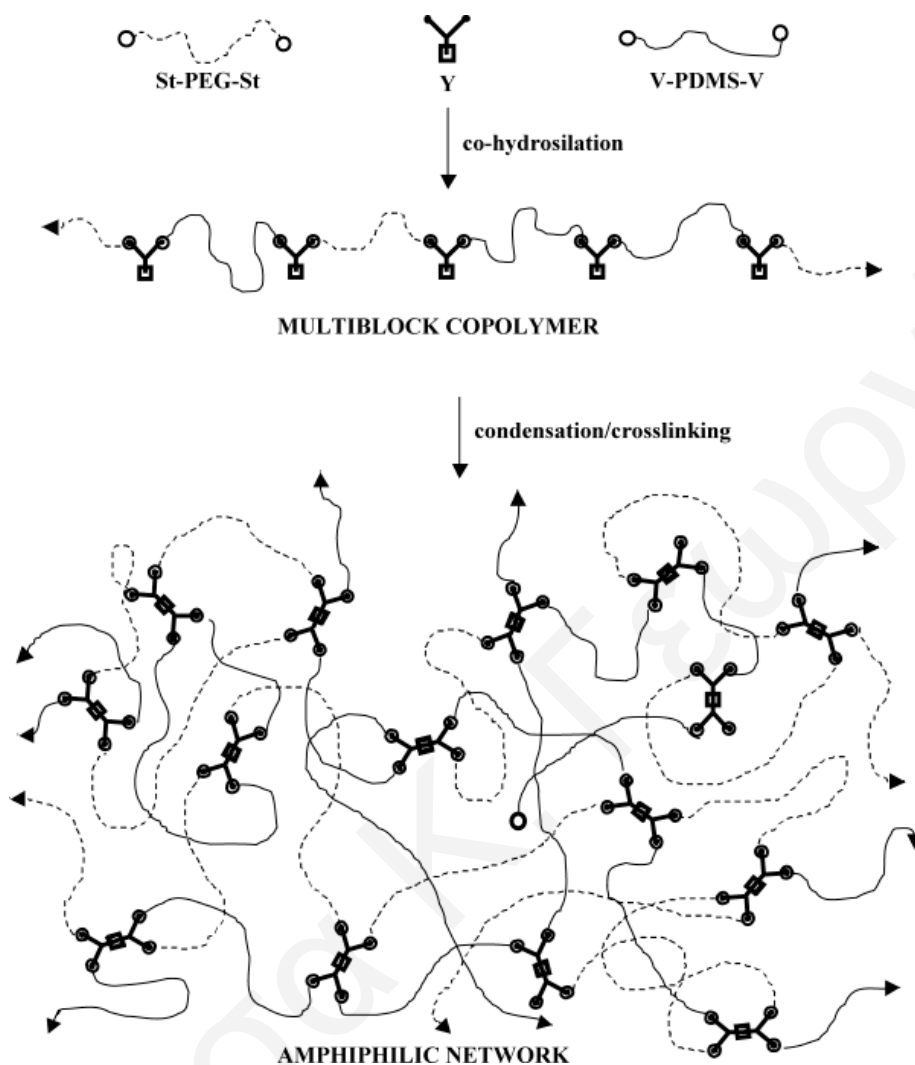 St-PEG-St
Y
V-PDMS-V
co-hydrosilation
MULTIBLOCK COPOLYMER
condensation/crosslinking
AMPHIPHILIC NETWORK